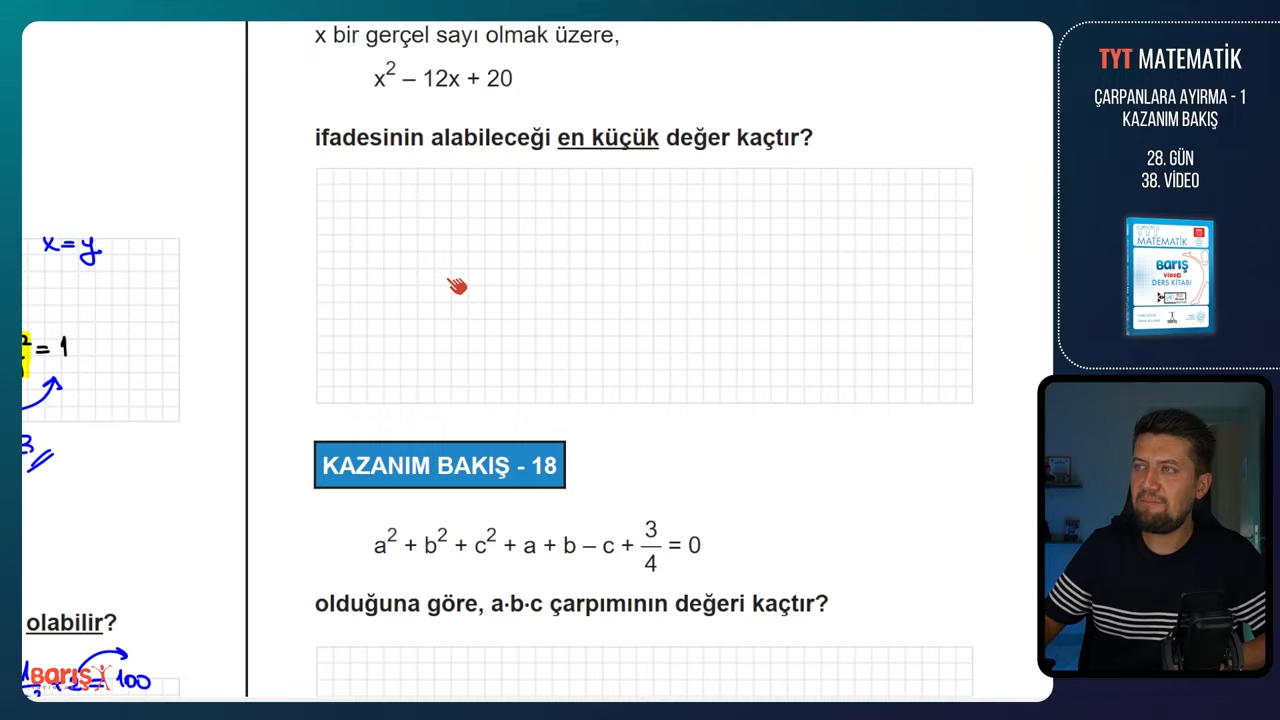 x bir gerçel sayı olmak üzere,
x² – 12x + 20
ifadesinin alabileceği en küçük değer kaçtır?
x = y
= 1
KAZANIM BAKIŞ - 18
a² + b² + c² + a + b – c + 3/4 = 0
olduğuna göre, a·b·c çarpımının değeri kaçtır?
olabilir?
100
BARIŞ
TYT MATEMATİK
ÇARPANLARA AYIRMA - 1
KAZANIM BAKIŞ
28. GÜN
38. VİDEO
TYT
MATEMATİK
BARIŞ
VİDEO
DERS KİTABI